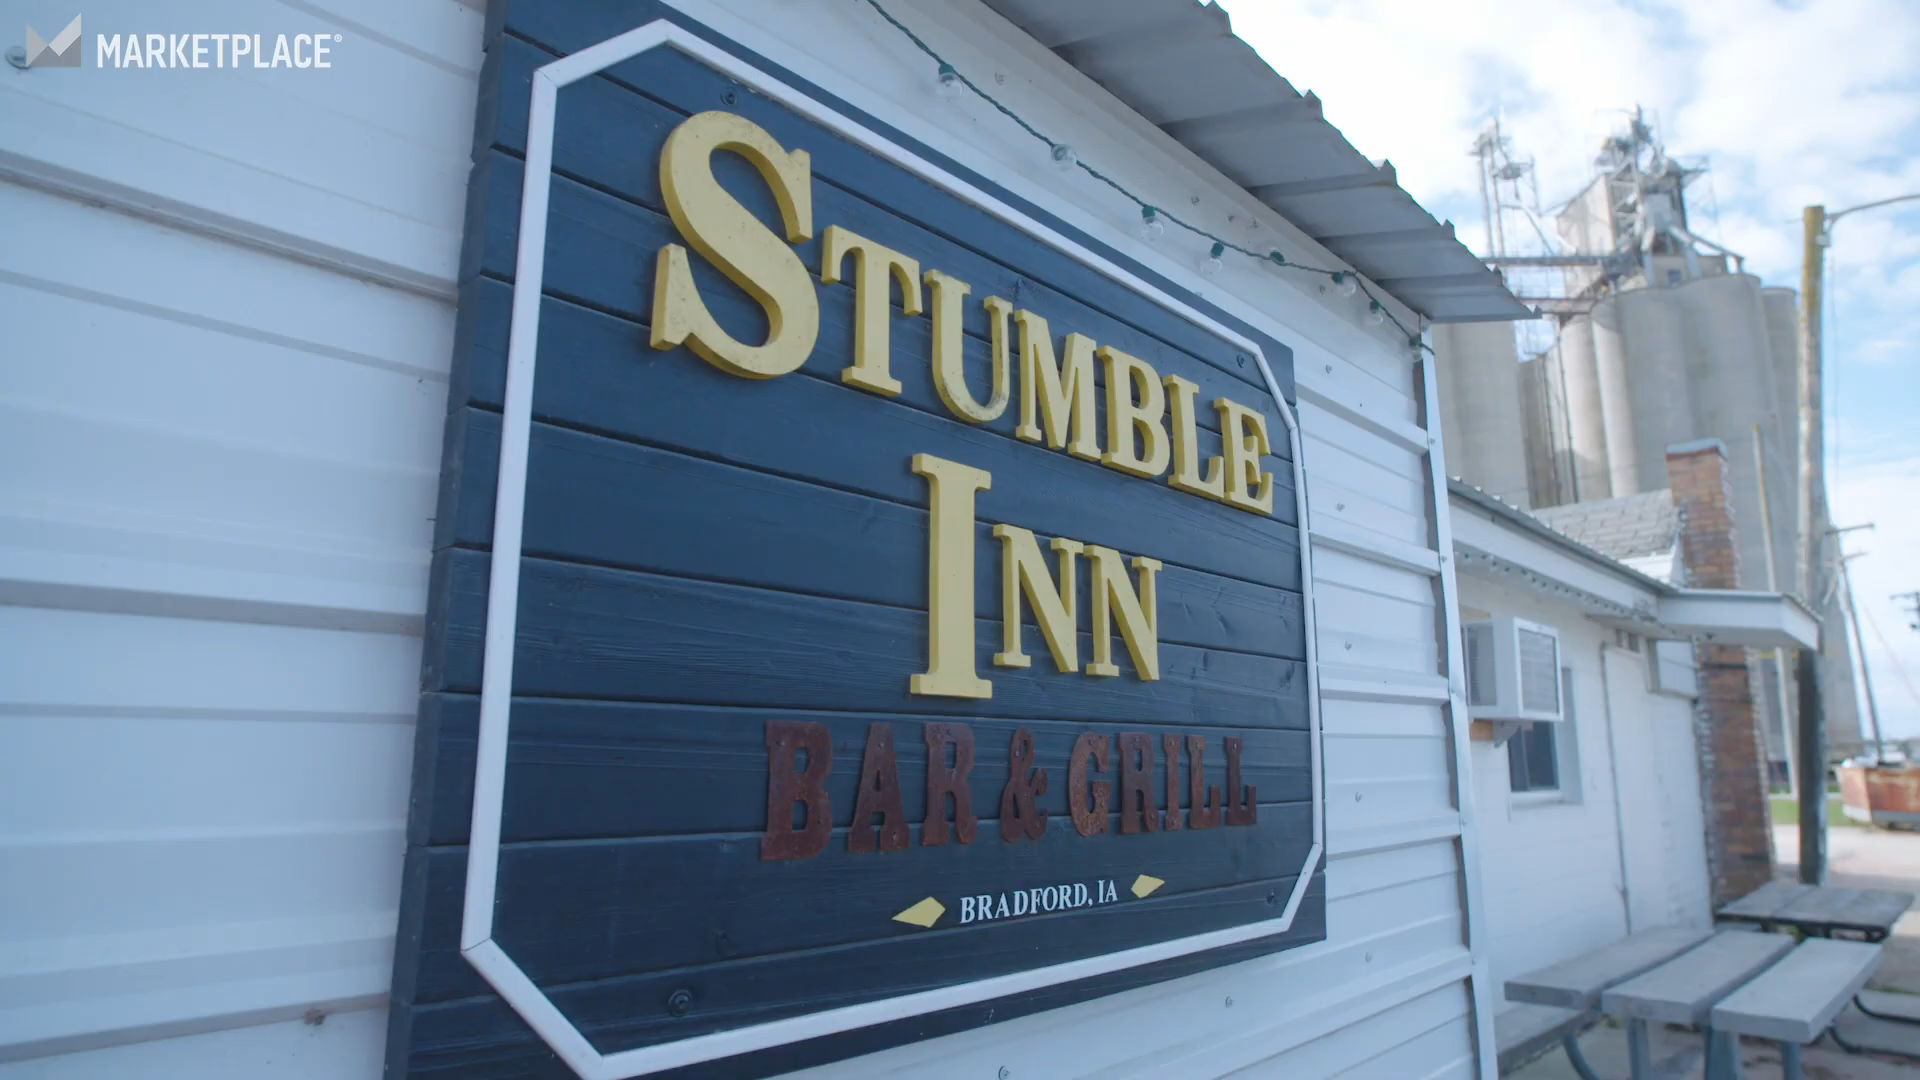 MARKETPLACE®
STUMBLE
INN
BAR & GRILL
BRADFORD, IA